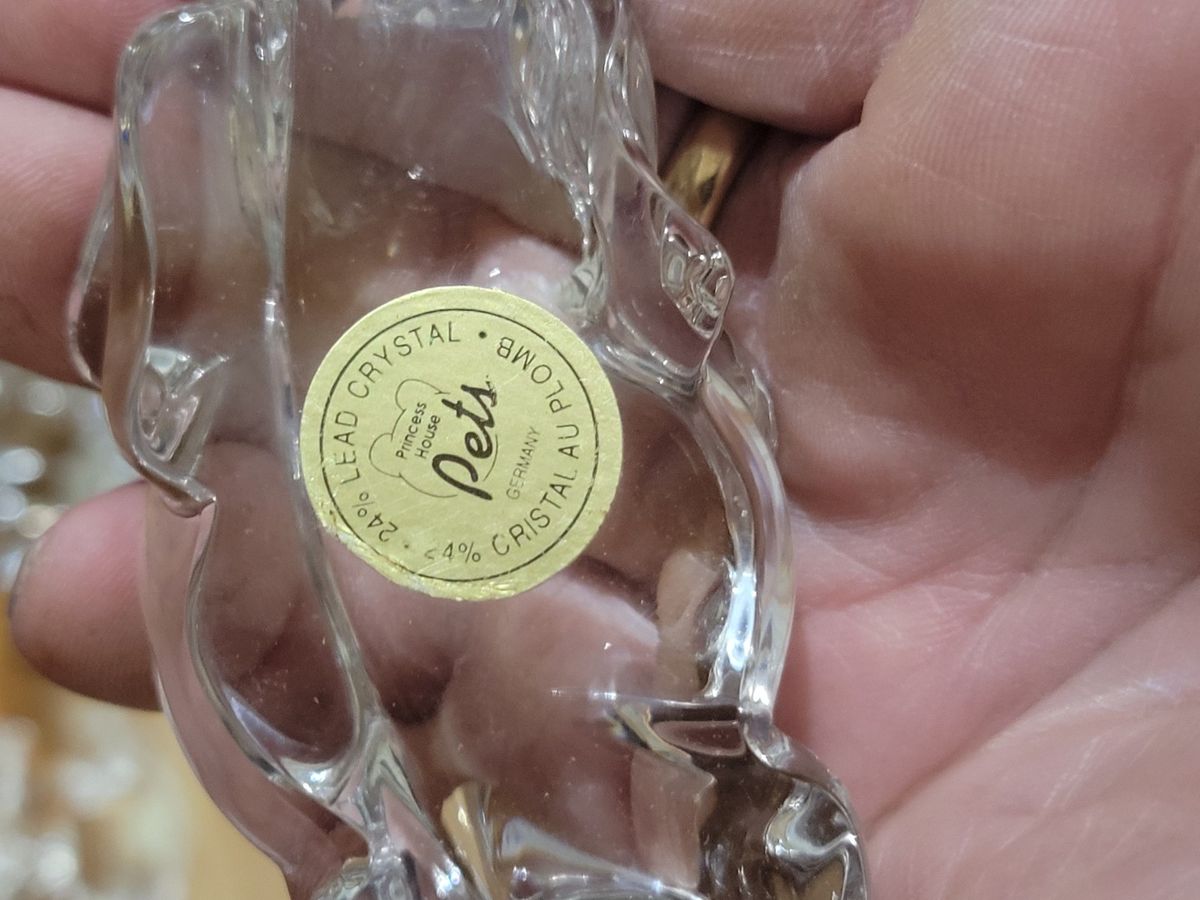 24% LEAD CRYSTAL •
Princess
House
Pets
GERMANY
24% CRISTAL AU PLOMB •